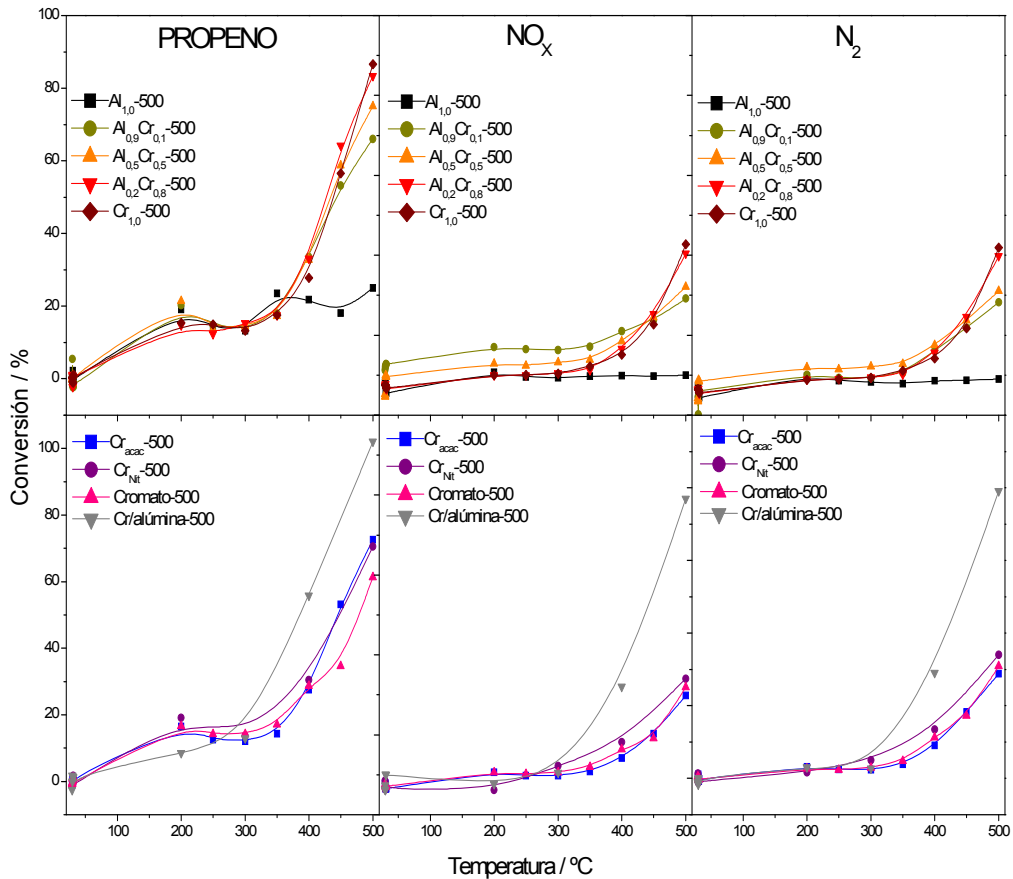 PROPENO
NOX
N2
Al1,0-500
Al0,9Cr0,1-500
Al0,5Cr0,5-500
Al0,2Cr0,8-500
Cr1,0-500
Al1,0-500
Al0,9Cr0,1-500
Al0,5Cr0,5-500
Al0,2Cr0,8-500
Cr1,0-500
Al1,0-500
Al0,9Cr0,1-500
Al0,5Cr0,5-500
Al0,2Cr0,8-500
Cr1,0-500
100
80
60
40
20
0
Conversión / %
Cracac-500
CrNit-500
Cromato-500
Cr/alúmina-500
Cracac-500
CrNit-500
Cromato-500
Cr/alúmina-500
Cracac-500
CrNit-500
Cromato-500
Cr/alúmina-500
100
80
60
40
20
0
100 200 300 400 500 100 200 300 400 500 100 200 300 400 500
Temperatura / ºC